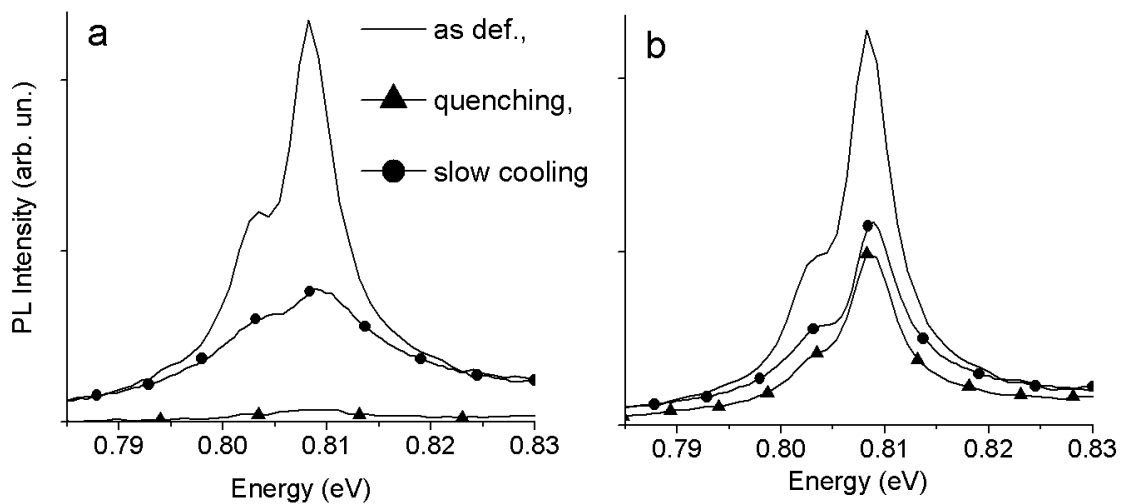 a
as def.,
quenching,
slow cooling
PL Intensity (arb. un.)
0.79 0.80 0.81 0.82 0.83
Energy (eV)
b
0.79 0.80 0.81 0.82 0.83
Energy (eV)